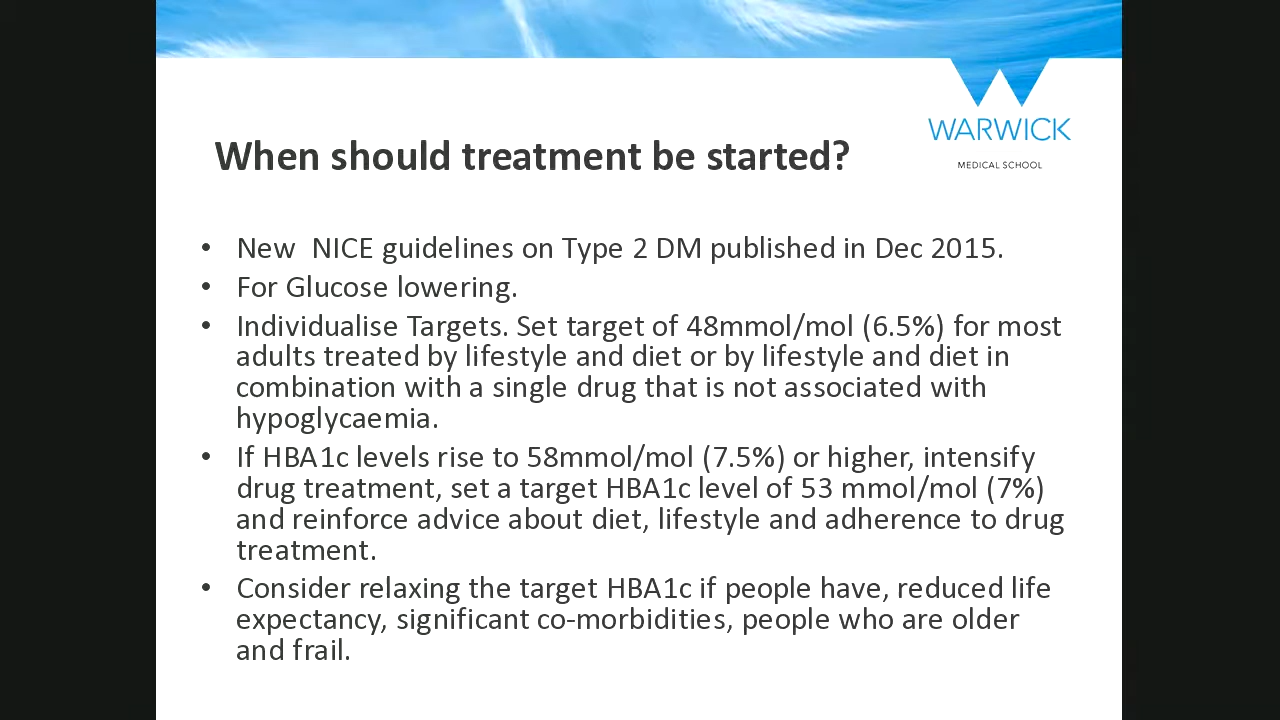 WARWICK
MEDICAL SCHOOL
When should treatment be started?
• New  NICE guidelines on Type 2 DM published in Dec 2015.
• For Glucose lowering.
• Individualise Targets. Set target of 48mmol/mol (6.5%) for most
adults treated by lifestyle and diet or by lifestyle and diet in
combination with a single drug that is not associated with
hypoglycaemia.
• If HBA1c levels rise to 58mmol/mol (7.5%) or higher, intensify
drug treatment, set a target HBA1c level of 53 mmol/mol (7%)
and reinforce advice about diet, lifestyle and adherence to drug
treatment.
• Consider relaxing the target HBA1c if people have, reduced life
expectancy, significant co-morbidities, people who are older
and frail.